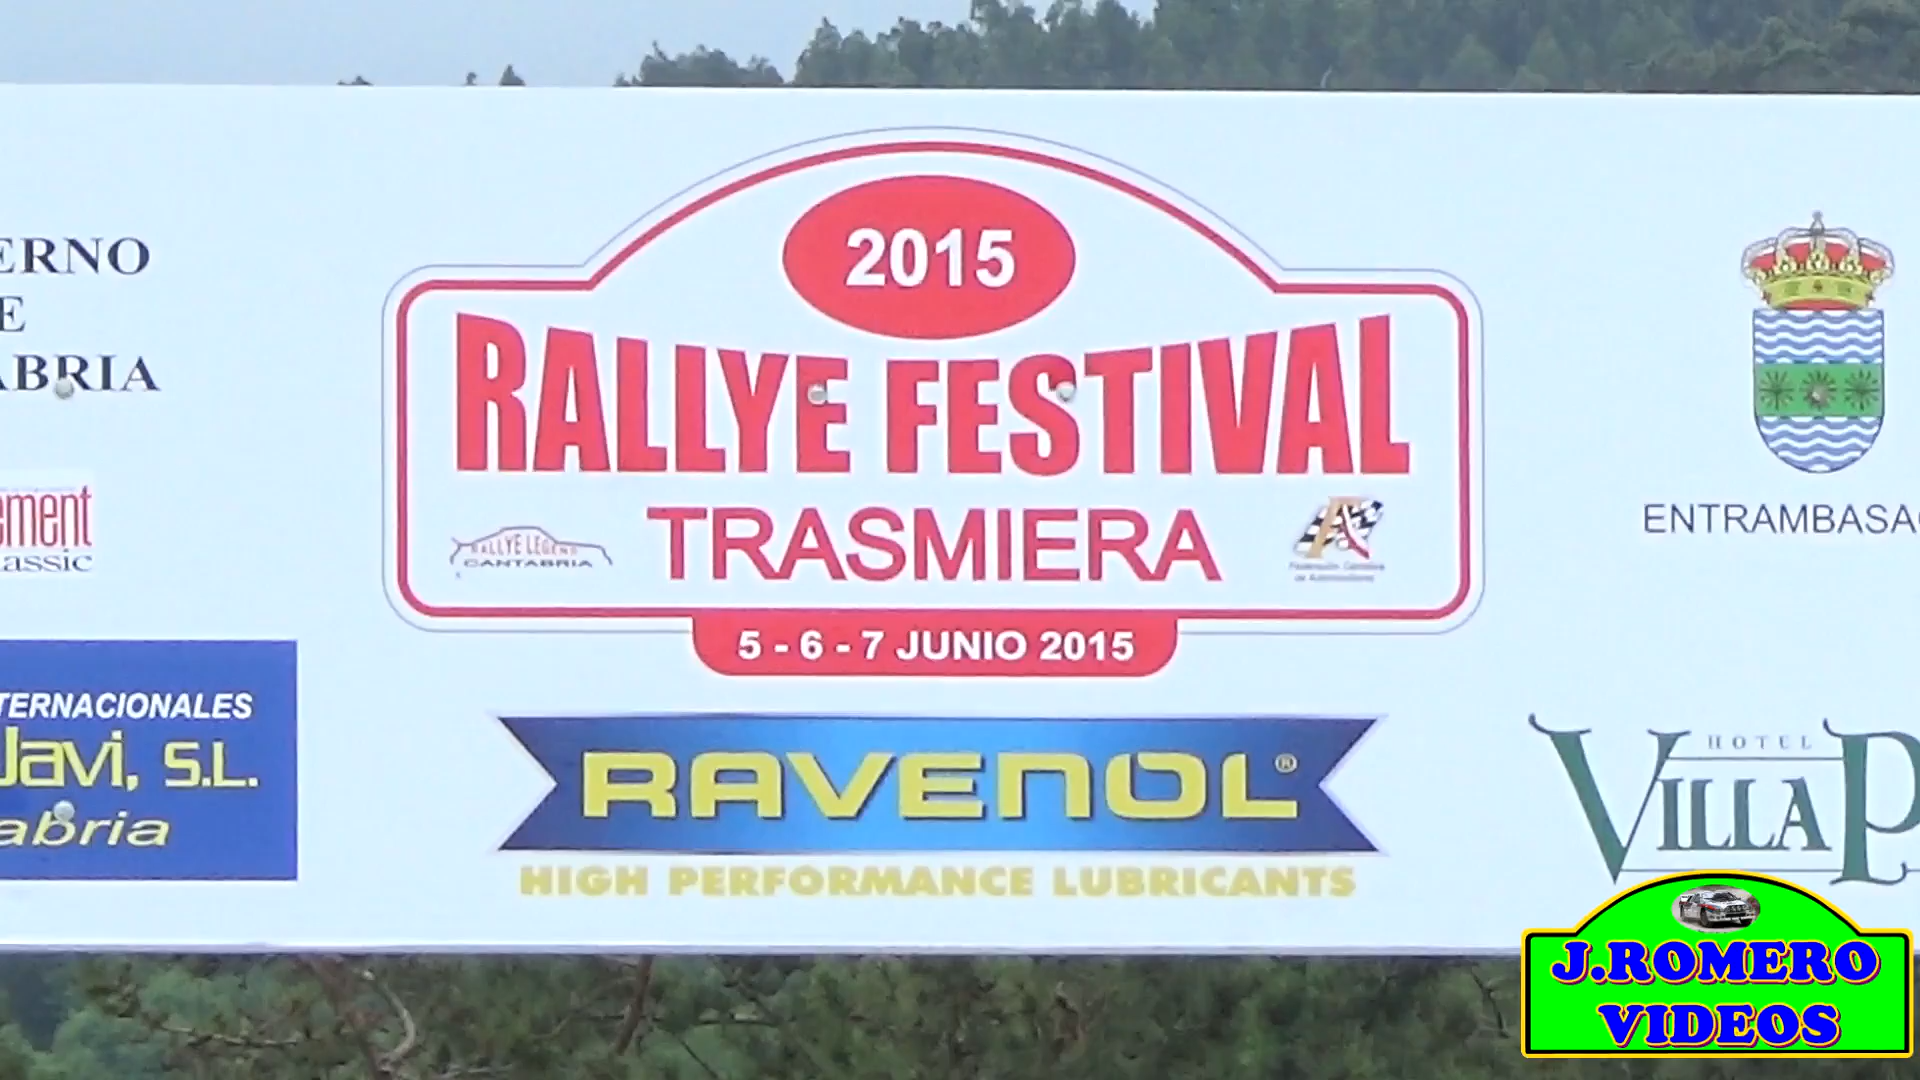 ERNO
E
ABRIA
ement
assic
TERNACIONALES
Javi, S.L.
abria
2015
RALLYE FESTIVAL
TRASMIERA
RALLYE LEGEND
CANTABRIA
5 - 6 - 7 JUNIO 2015
RAVENOL®
HIGH PERFORMANCE LUBRICANTS
ENTRAMBASA
HOTEL
VILLA P
J.ROMERO
VIDEOS